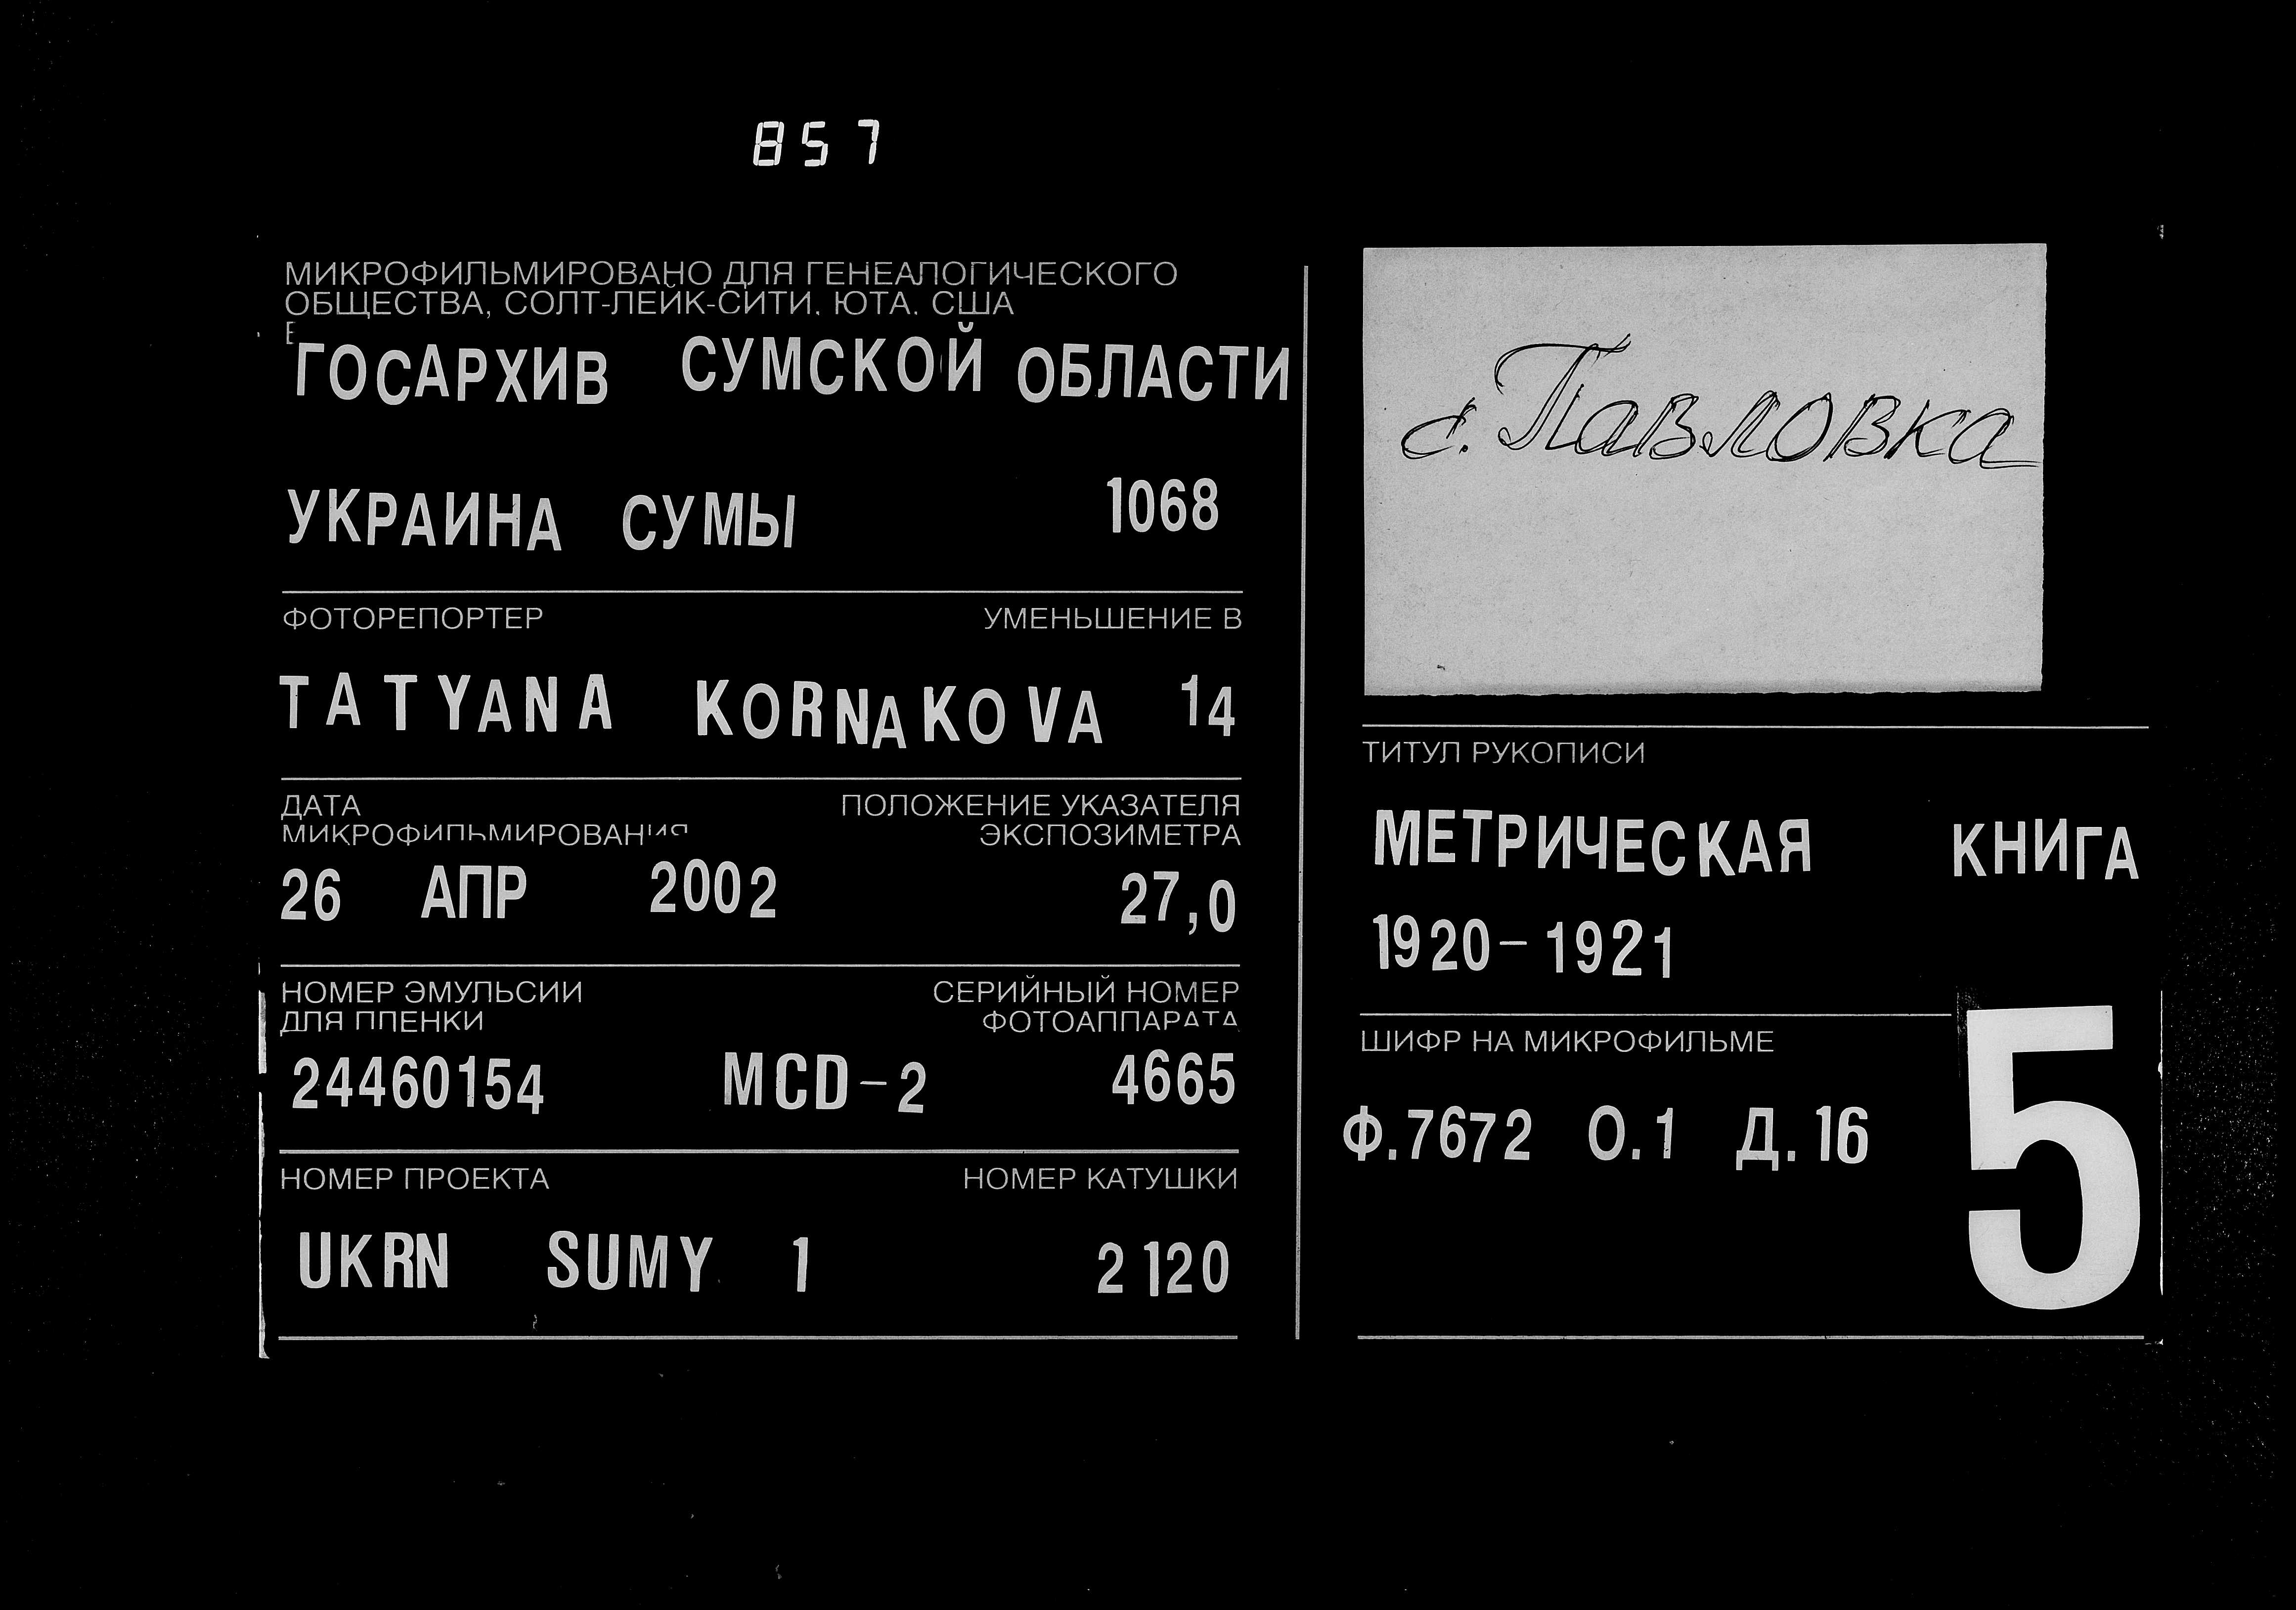 857
МИКРОФИЛЬМИРОВАНО ДЛЯ ГЕНЕАЛОГИЧЕСКОГО
ОБЩЕСТВА, СОЛТ-ЛЕЙК-СИТИ, ЮТА, США
ГОСАРХИВ СУМСКОЙ ОБЛАСТИ
УКРАИНА СУМЫ 1068
ФОТОРЕПОРТЕР УМЕНЬШЕНИЕ В
TATYANA KORNAKOVA 14
ДАТА ПОЛОЖЕНИЕ УКАЗАТЕЛЯ
МИКРОФИЛЬМИРОВАНИЯ ЭКСПОЗИМЕТРА
26 АПР 2002 27,0
НОМЕР ЭМУЛЬСИИ СЕРИЙНЫЙ НОМЕР
ДЛЯ ПЛЕНКИ ФОТОАППАРАТА
24460154 MCD-2 4665
НОМЕР ПРОЕКТА НОМЕР КАТУШКИ
UKRN SUMY 1 2120
с. Павловка
ТИТУЛ РУКОПИСИ
МЕТРИЧЕСКАЯ КНИГА
1920-1921
ШИФР НА МИКРОФИЛЬМЕ
Ф.7672 О.1 Д.16
5